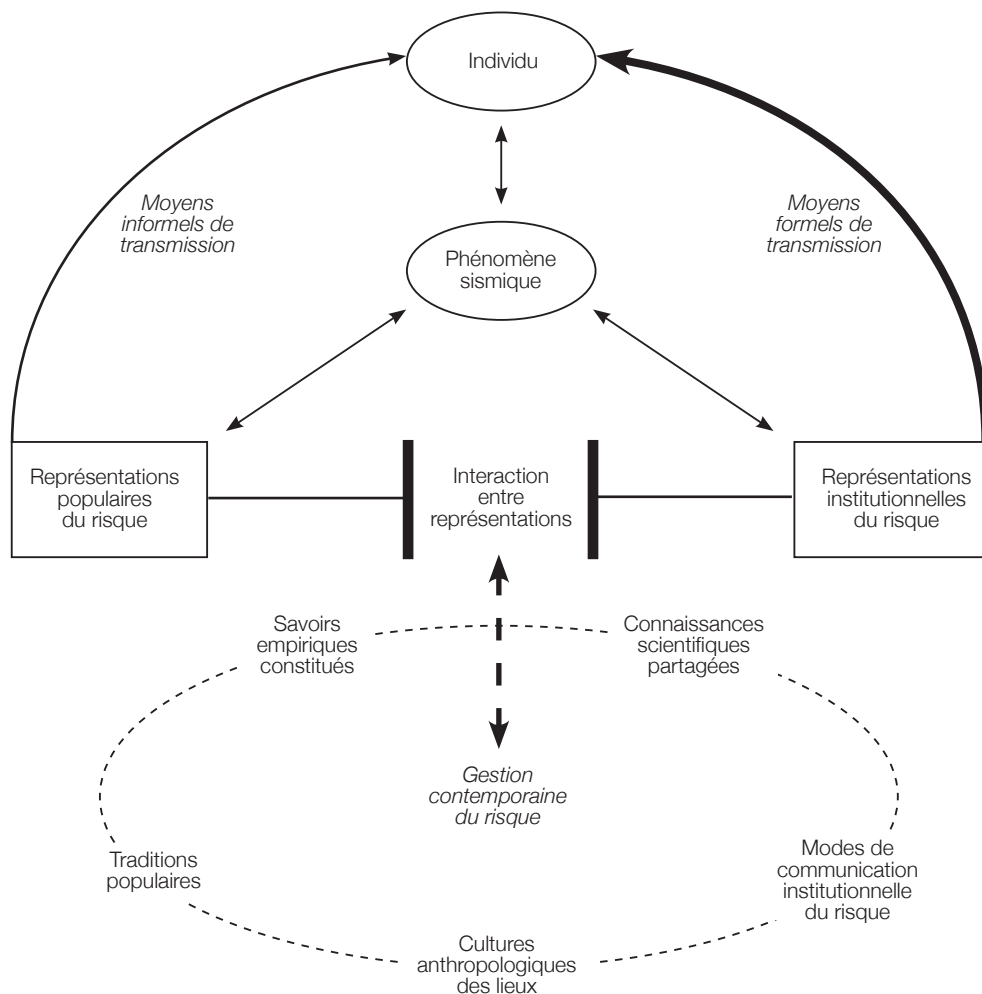 Individu
Moyens
informels de
transmission
Moyens
formels de
transmission
Phénomène
sismique
Représentations
populaires
du risque
Interaction
entre
représentations
Représentations
institutionnelles
du risque
Savoirs
empiriques
constitués
Connaissances
scientifiques
partagées
Gestion
contemporaine
du risque
Traditions
populaires
Modes de
communication
institutionnelle
du risque
Cultures
anthropologiques
des lieux